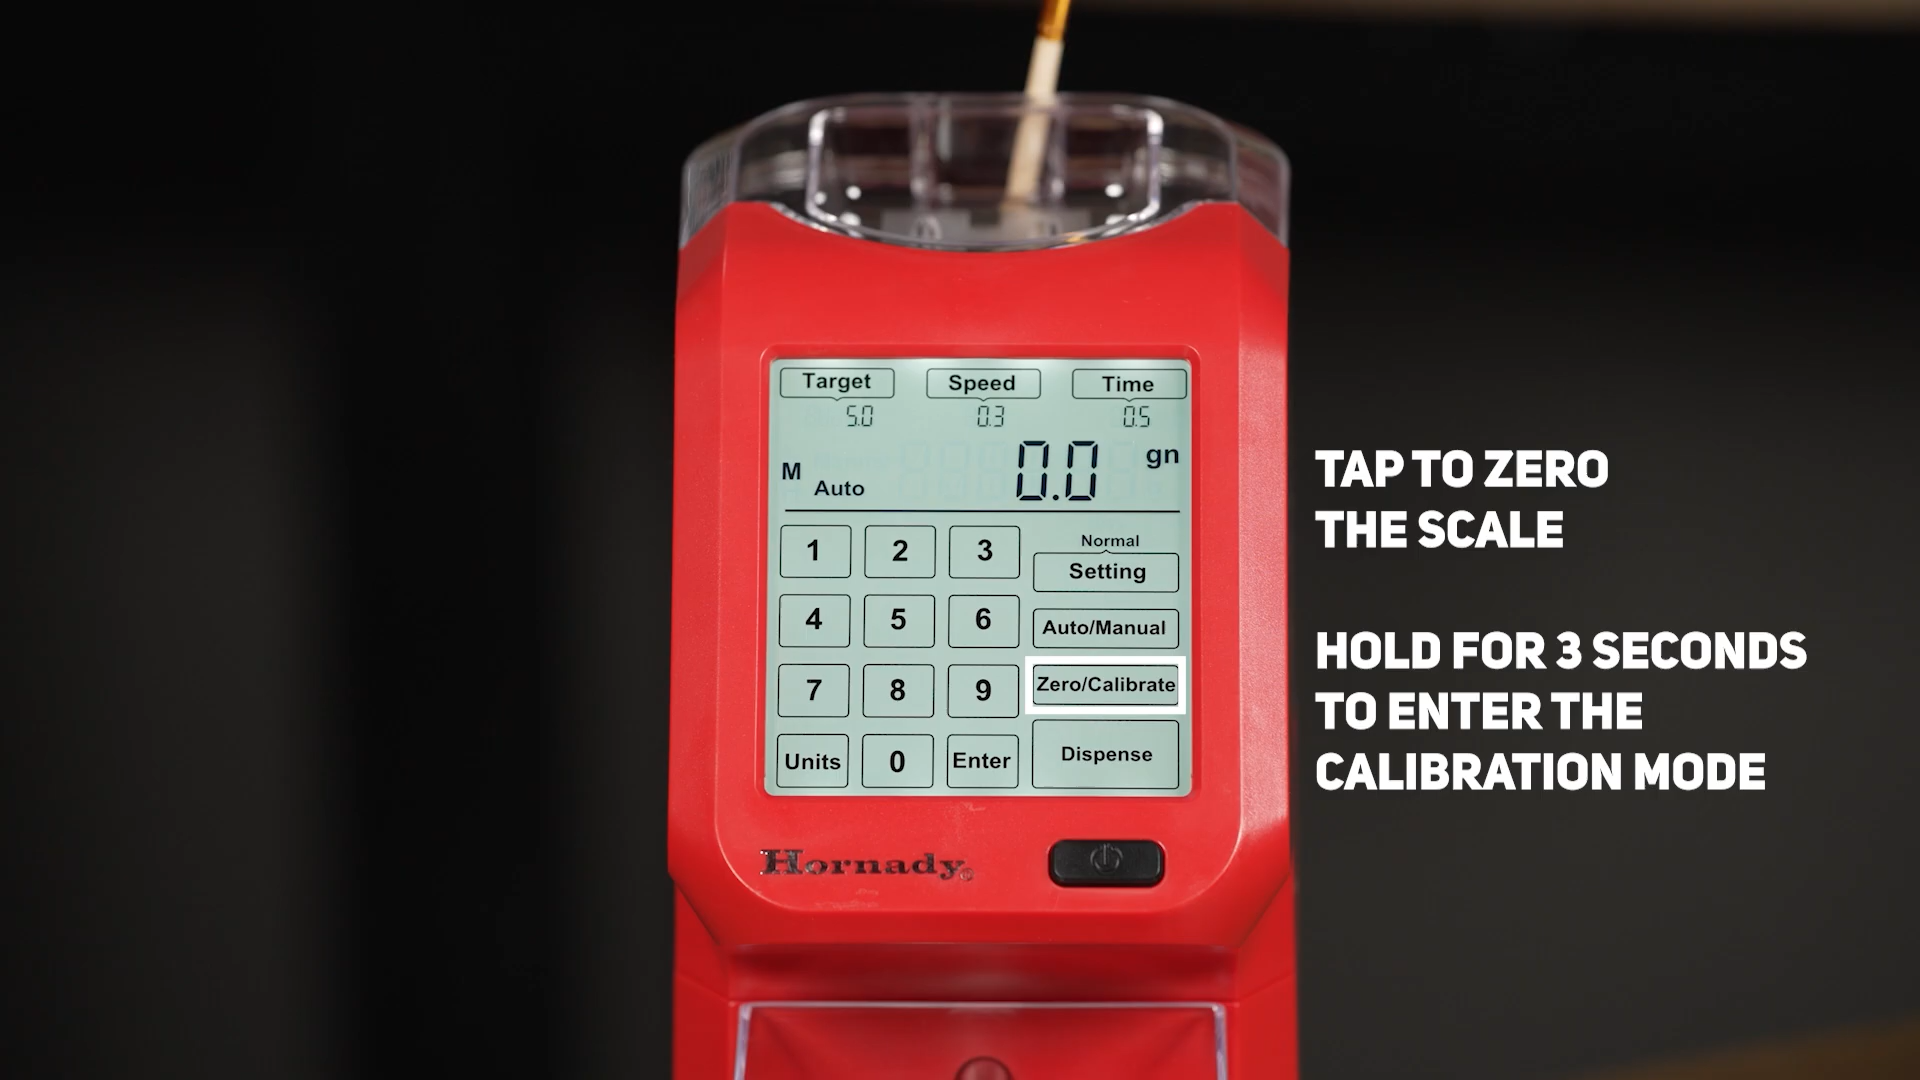 Target Speed Time
5.0 0.3 0.5
M Auto 0.0 gn
1 2 3 Normal
Setting
4 5 6 Auto/Manual
7 8 9 Zero/Calibrate
Units 0 Enter Dispense
Hornady
TAP TO ZERO
THE SCALE
HOLD FOR 3 SECONDS
TO ENTER THE
CALIBRATION MODE